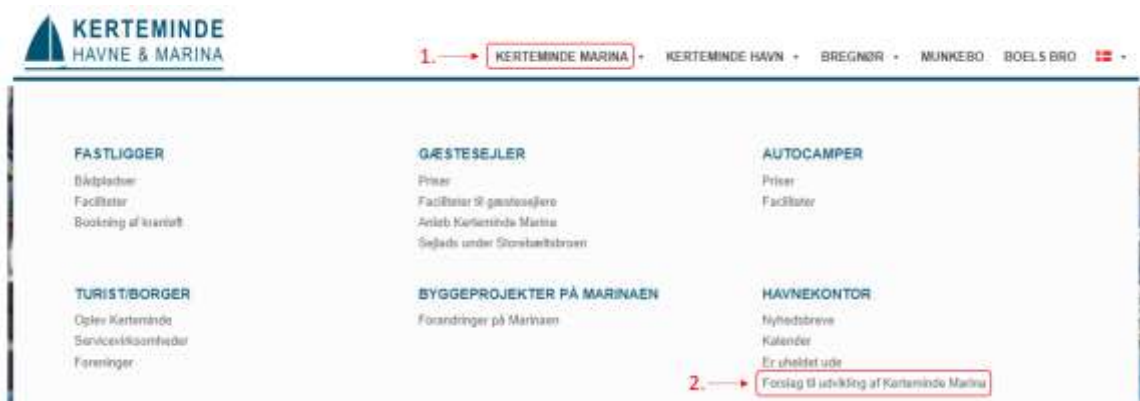 KERTEMINDE
HAVNE & MARINA
1. KERTEMINDE MARINA KERTEMINDE HAVN BREGNØR MUNKEBO BOELS BRO
FASTLIGGER
Bådpladser
Faciliteter
Bookning af kranløft
GÆSTESEJLER
Priser
Faciliteter til gæstesejlere
Anløb Kerteminde Marina
Sejlads under Storebæltsbroen
AUTOCAMPER
Priser
Faciliteter
TURIST/BORGER
Oplev Kerteminde
Servicevirksomheder
Foreninger
BYGGEPROJEKTER PÅ MARINAEN
Forandringer på Marinaen
HAVNEKONTOR
Nyhedsbreve
Kalender
Er uheldet ude
2. Forslag til udvikling af Kerteminde Marina